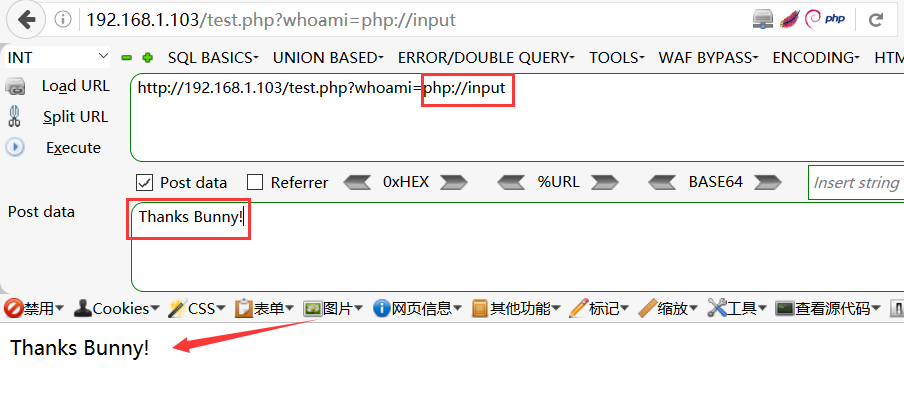 192.168.1.103/test.php?whoami=php://input
php
INT SQL BASICS UNION BASED ERROR/DOUBLE QUERY TOOLS WAF BYPASS ENCODING HTM
Load URL http://192.168.1.103/test.php?whoami=php://input
Split URL
Execute
Post data Referrer 0xHEX %URL BASE64 Insert string
Post data Thanks Bunny!
禁用 Cookies CSS 表单 图片 网页信息 其他功能 标记 缩放 工具 查看源代码
Thanks Bunny!